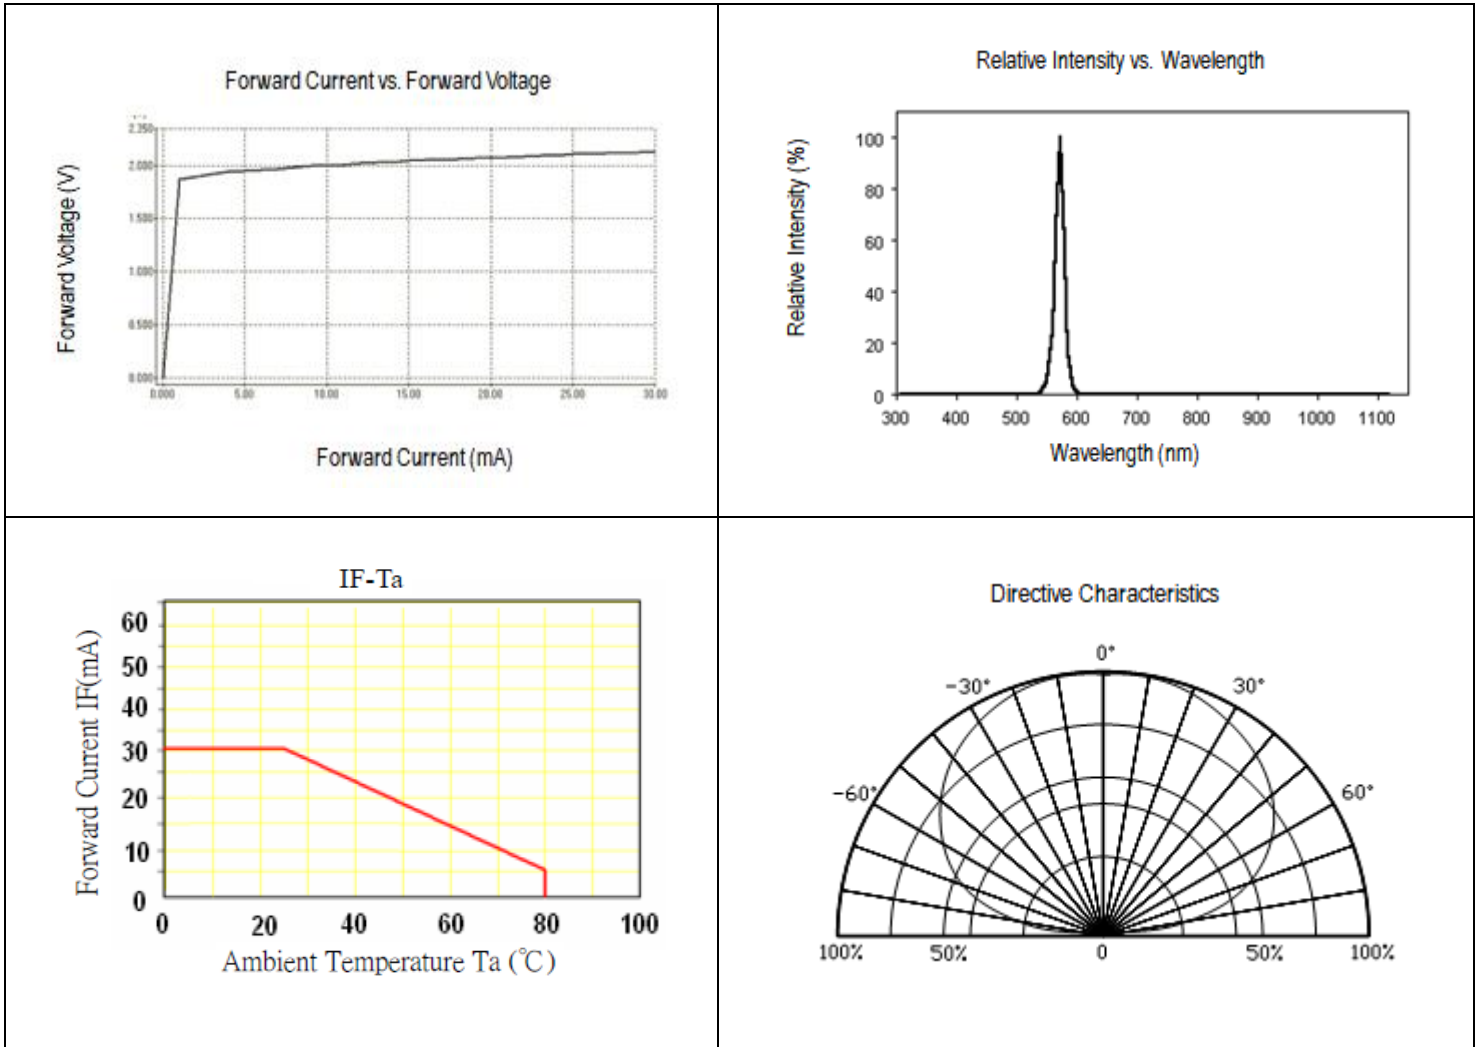 Forward Current vs. Forward Voltage
Forward Voltage (V)
2.350
2.000
1.500
1.000
0.500
0.000
0.000 5.00 10.00 15.00 20.00 25.00 30.00
Forward Current (mA)
Relative Intensity vs. Wavelength
Relative Intensity (%)
100
80
60
40
20
0
300 400 500 600 700 800 900 1000 1100
Wavelength (nm)
IF-Ta
Forward Current IF(mA)
60
50
40
30
20
10
0
0 20 40 60 80 100
Ambient Temperature Ta (℃)
Directive Characteristics
0°
-30° 30°
-60° 60°
100% 50% 0 50% 100%